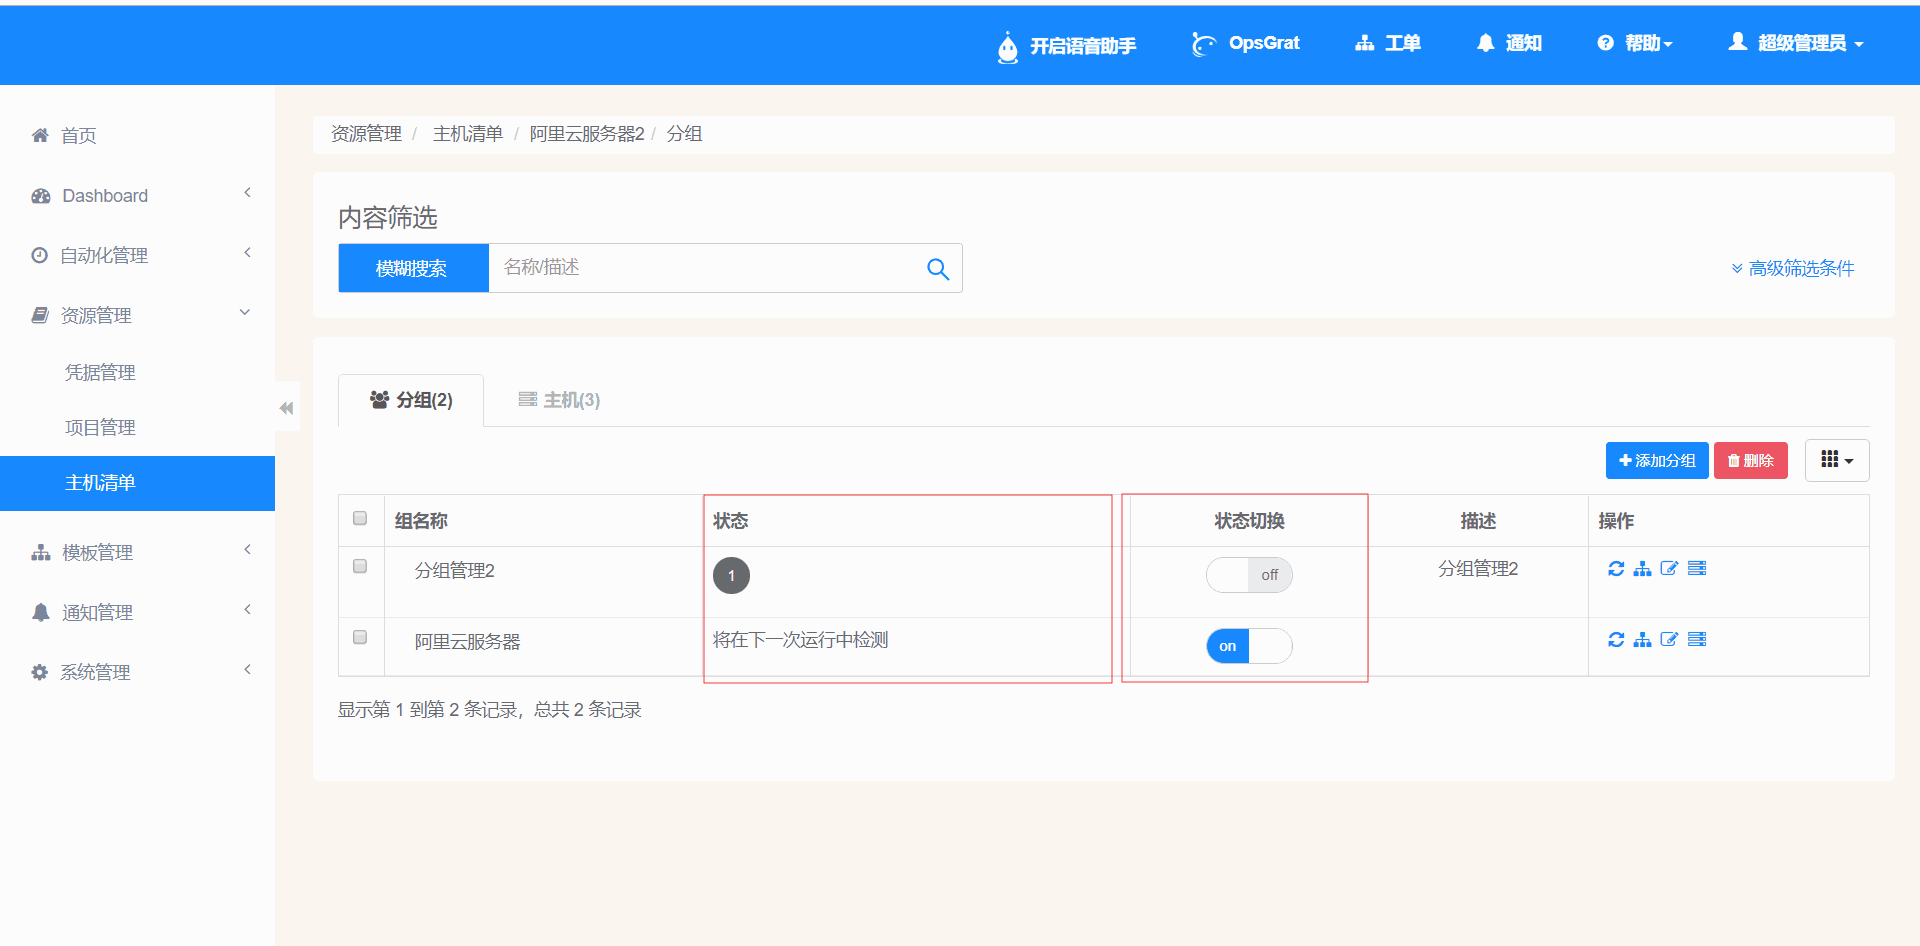 开启语音助手 OpsGrat 工单 通知 帮助 超级管理员
首页
Dashboard
自动化管理
资源管理
凭据管理
项目管理
主机清单
模板管理
通知管理
系统管理
资源管理 / 主机清单 / 阿里云服务器2 / 分组
内容筛选
模糊搜索 名称/描述 高级筛选条件
分组(2) 主机(3)
添加分组 删除
组名称 状态 状态切换 描述 操作
分组管理2 1 off 分组管理2
阿里云服务器 将在下一次运行中检测 on
显示第 1 到第 2 条记录，总共 2 条记录